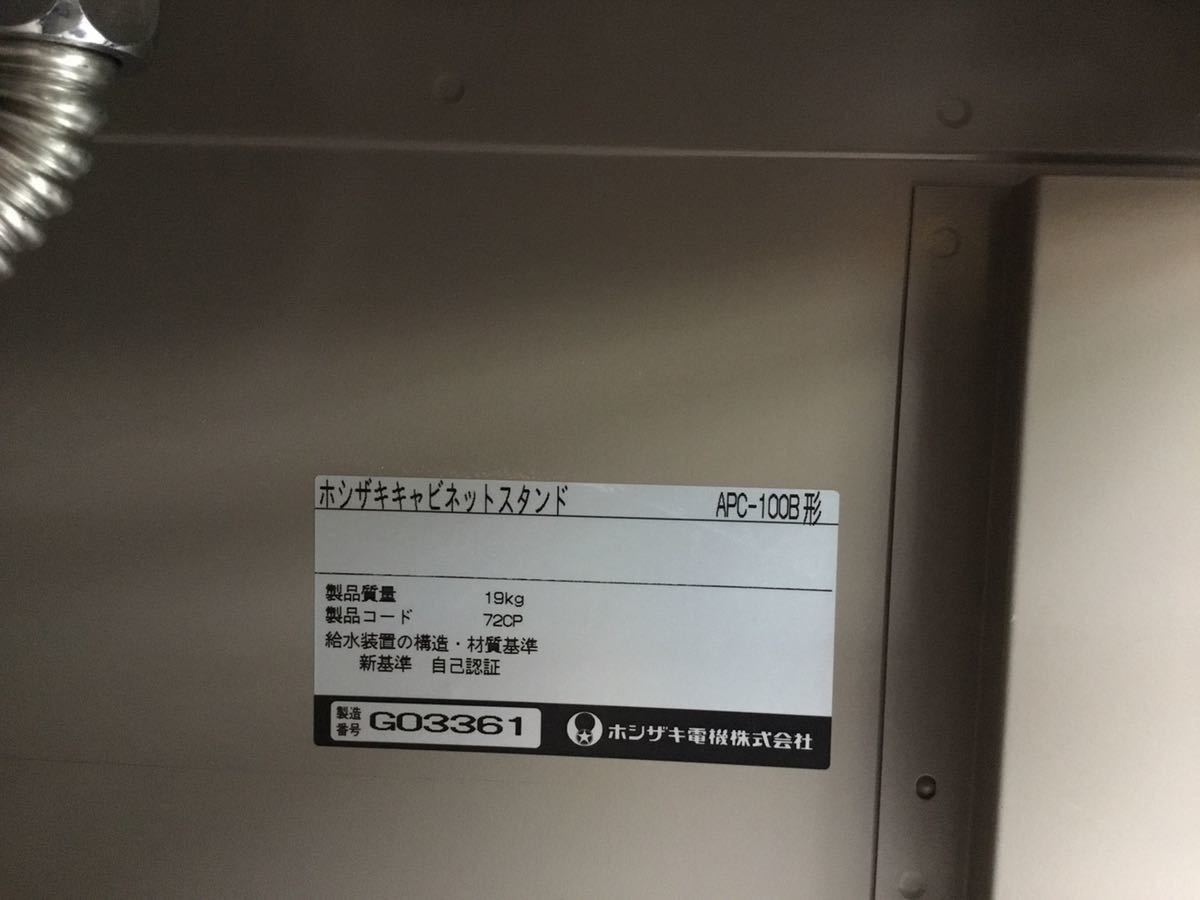 ホシザキキャビネットスタンド APC-100B形
製品質量 19kg
製品コード 72CP
給水装置の構造・材質基準
新基準 自己認証
製造番号 G03361 ホシザキ電機株式会社